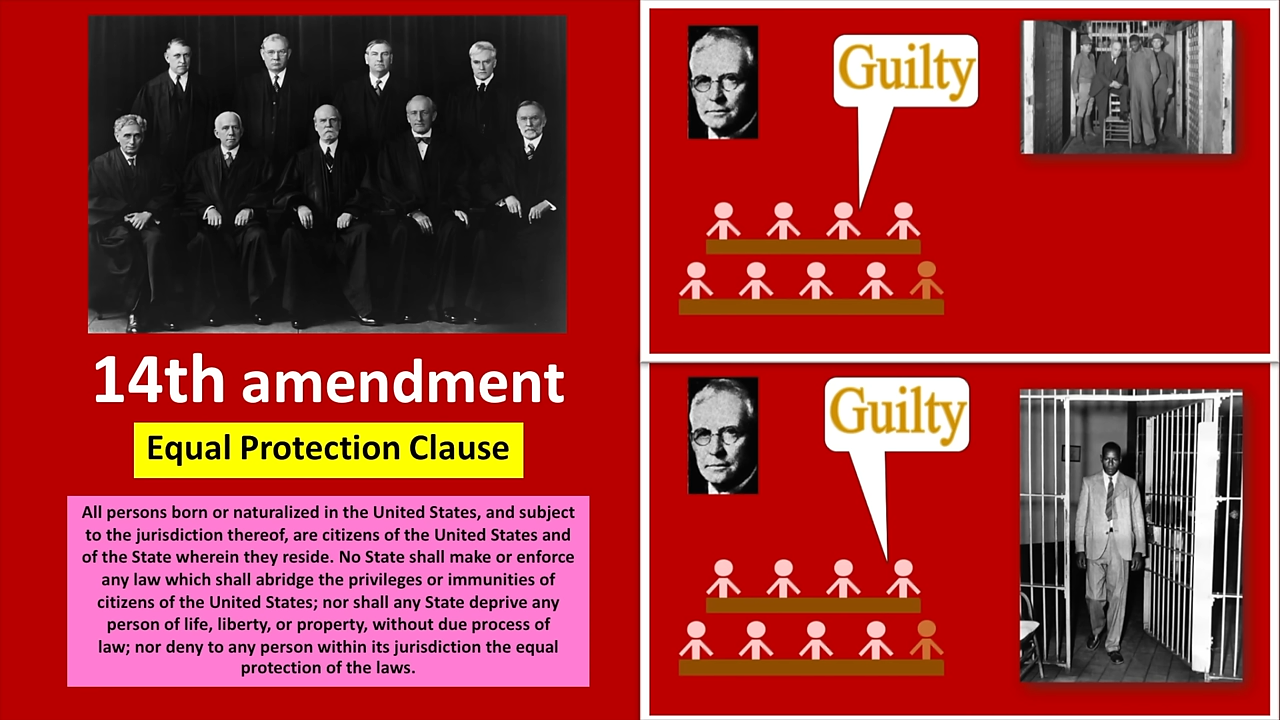 14th amendment
Equal Protection Clause
All persons born or naturalized in the United States, and subject
to the jurisdiction thereof, are citizens of the United States and
of the State wherein they reside. No State shall make or enforce
any law which shall abridge the privileges or immunities of
citizens of the United States; nor shall any State deprive any
person of life, liberty, or property, without due process of
law; nor deny to any person within its jurisdiction the equal
protection of the laws.
Guilty
Guilty